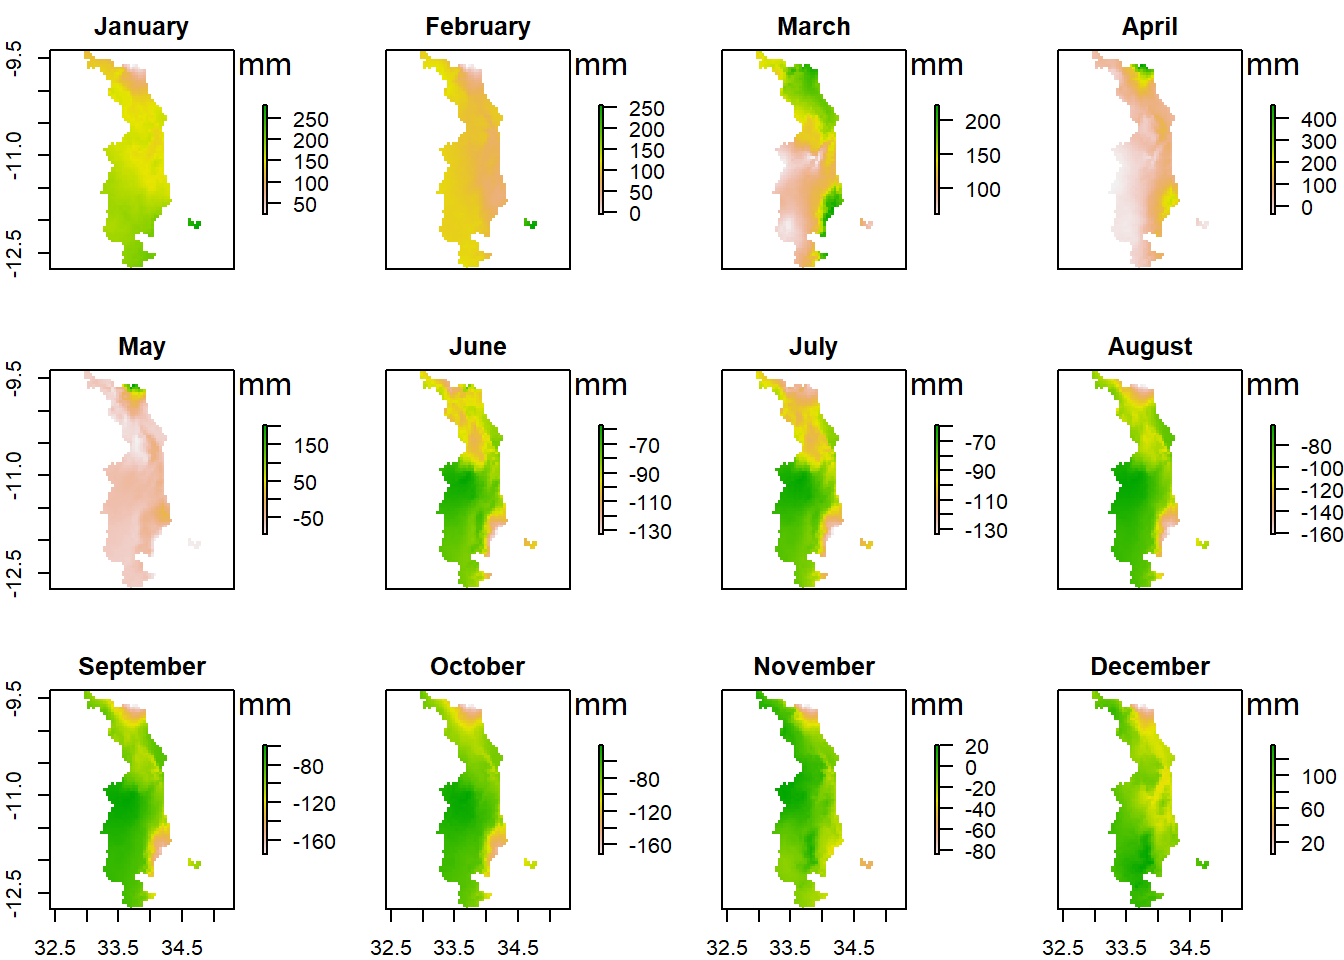 January
February
March
April
mm
mm
mm
mm
-9.5
-11.0
-12.5
250
200
150
100
50
250
200
150
100
50
0
200
150
100
400
300
200
100
0
May
June
July
August
mm
mm
mm
mm
-9.5
-11.0
-12.5
150
50
-50
-70
-90
-110
-130
-70
-90
-110
-130
-80
-100
-120
-140
-160
September
October
November
December
mm
mm
mm
mm
-9.5
-11.0
-12.5
-80
-120
-160
-80
-120
-160
20
0
-20
-40
-60
-80
100
60
20
32.5 33.5 34.5
32.5 33.5 34.5
32.5 33.5 34.5
32.5 33.5 34.5